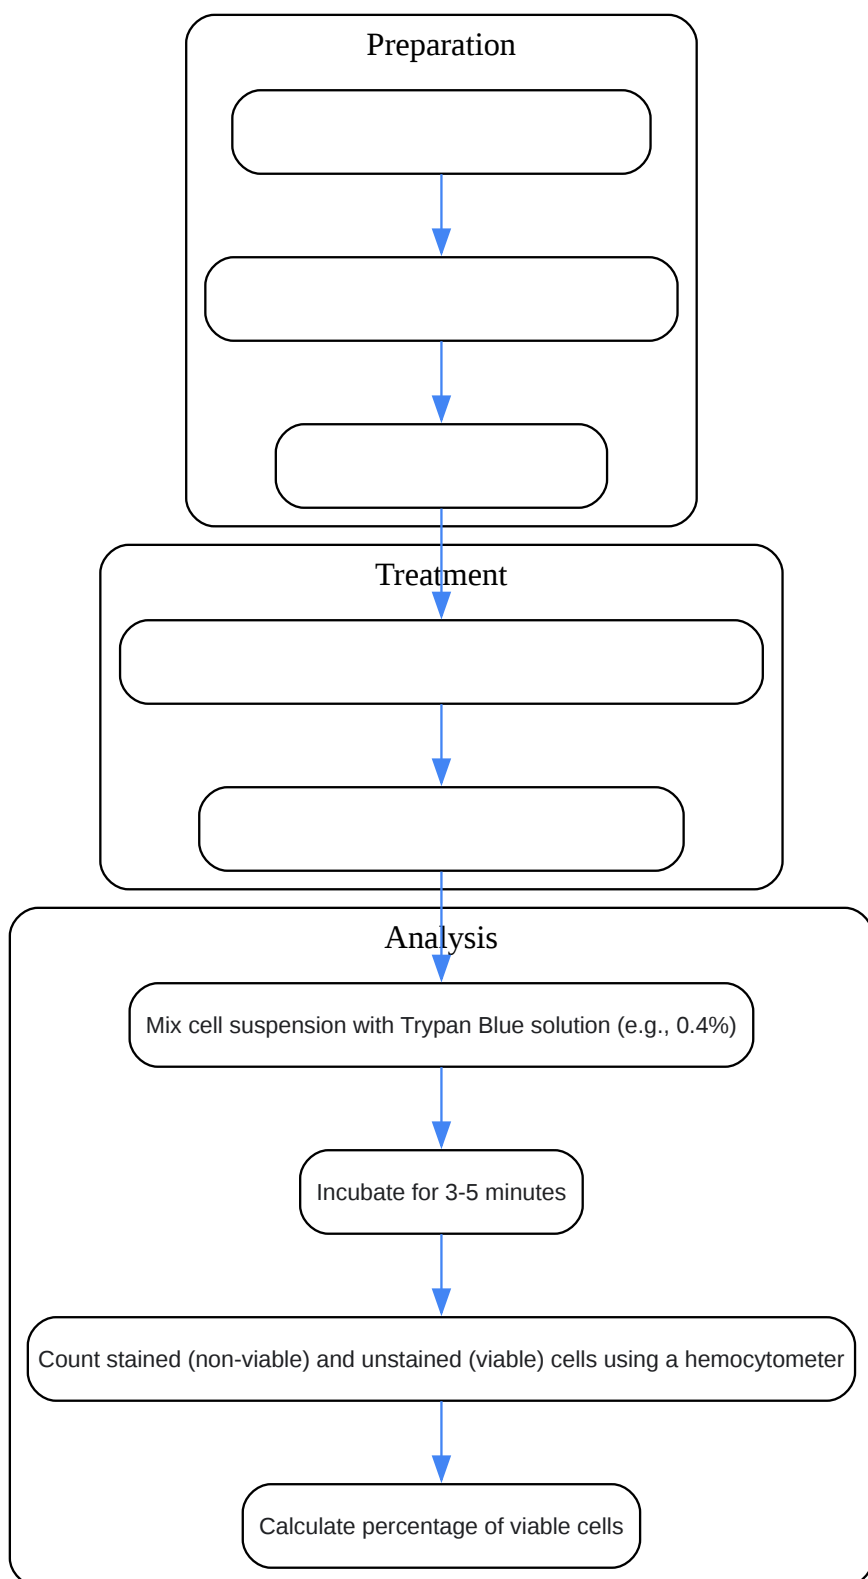 Preparation
Treatment
Analysis
Mix cell suspension with Trypan Blue solution (e.g., 0.4%)
Incubate for 3-5 minutes
Count stained (non-viable) and unstained (viable) cells using a hemocytometer
Calculate percentage of viable cells